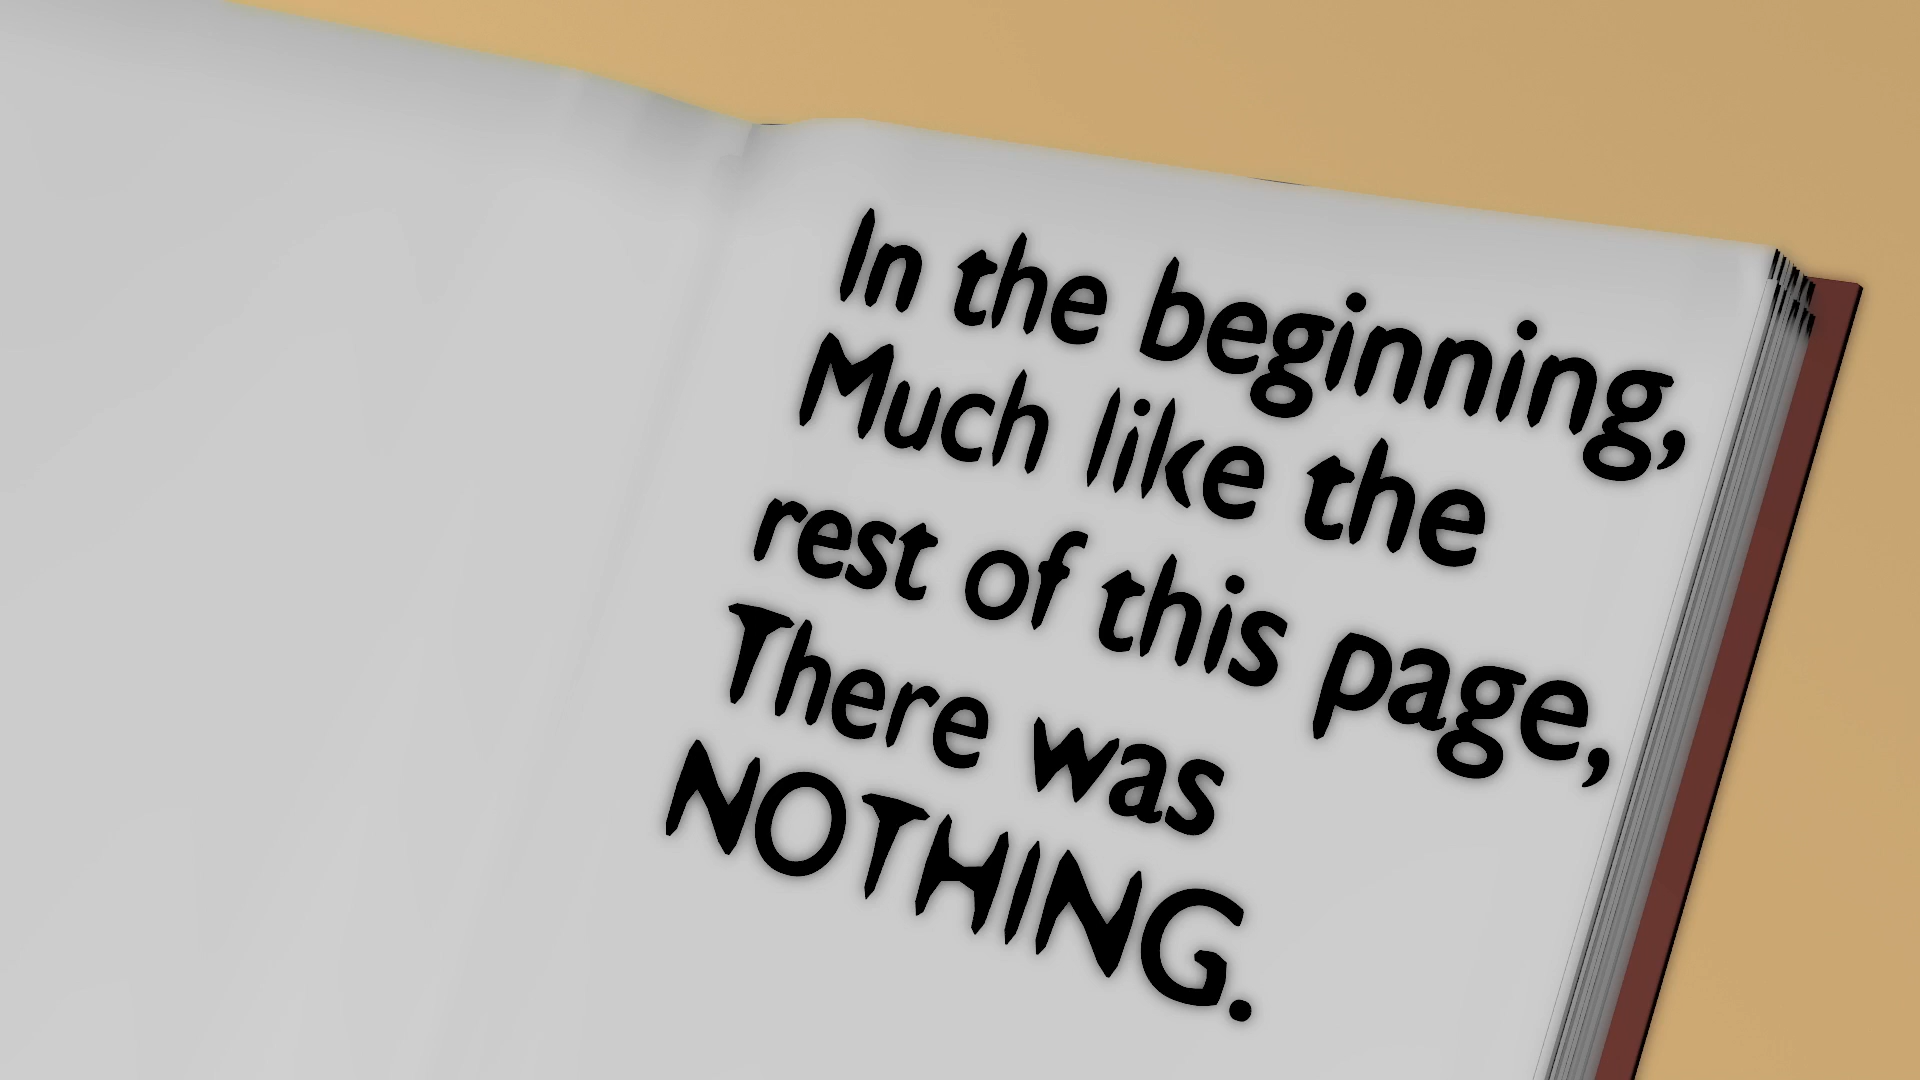 In the beginning,
Much like the
rest of this page,
There was
NOTHING.